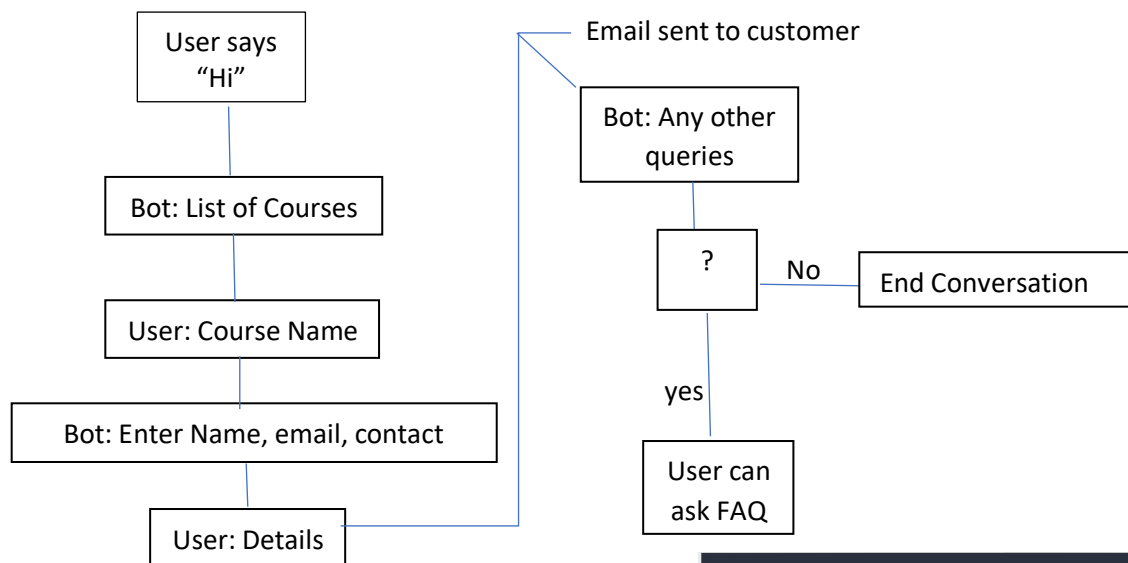 User says
“Hi”
Bot: List of Courses
User: Course Name
Bot: Enter Name, email, contact
User: Details
Email sent to customer
Bot: Any other
queries
?
No
End Conversation
yes
User can
ask FAQ